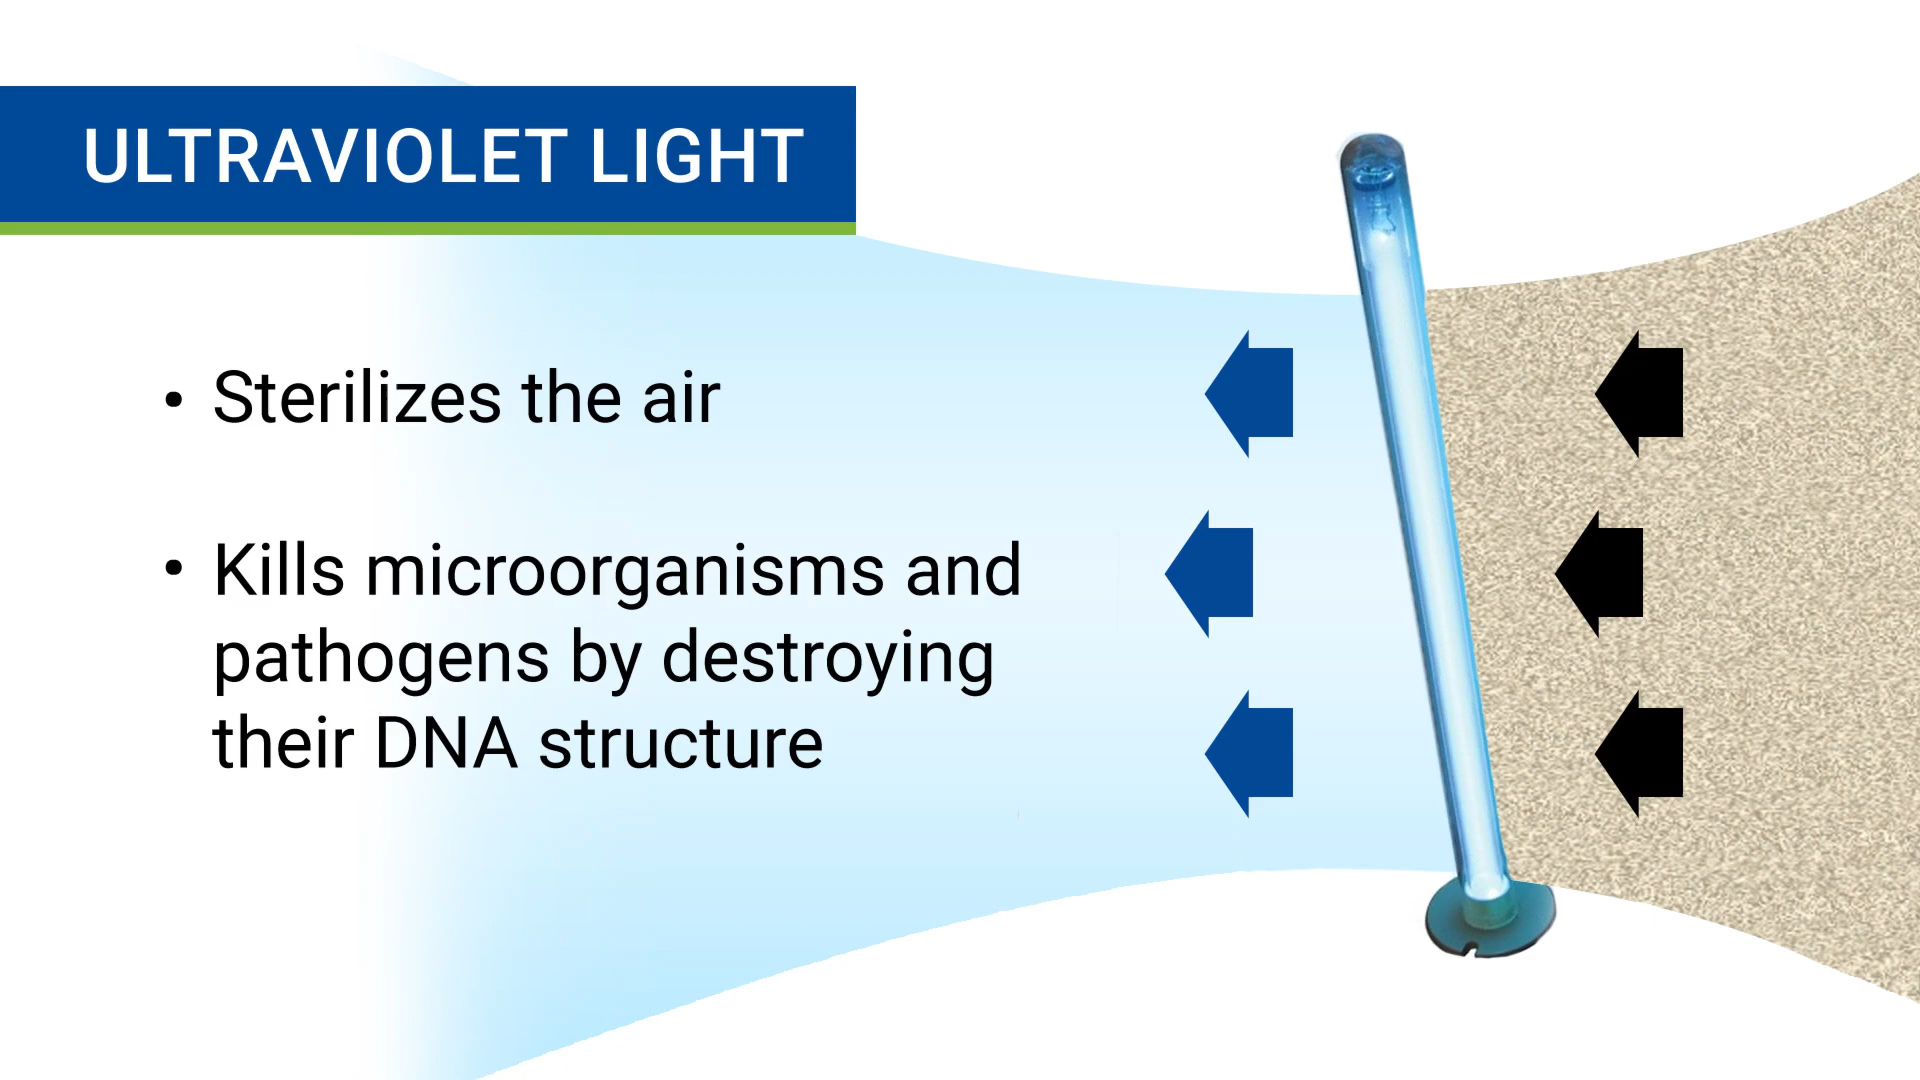 ULTRAVIOLET LIGHT
• Sterilizes the air
• Kills microorganisms and
pathogens by destroying
their DNA structure